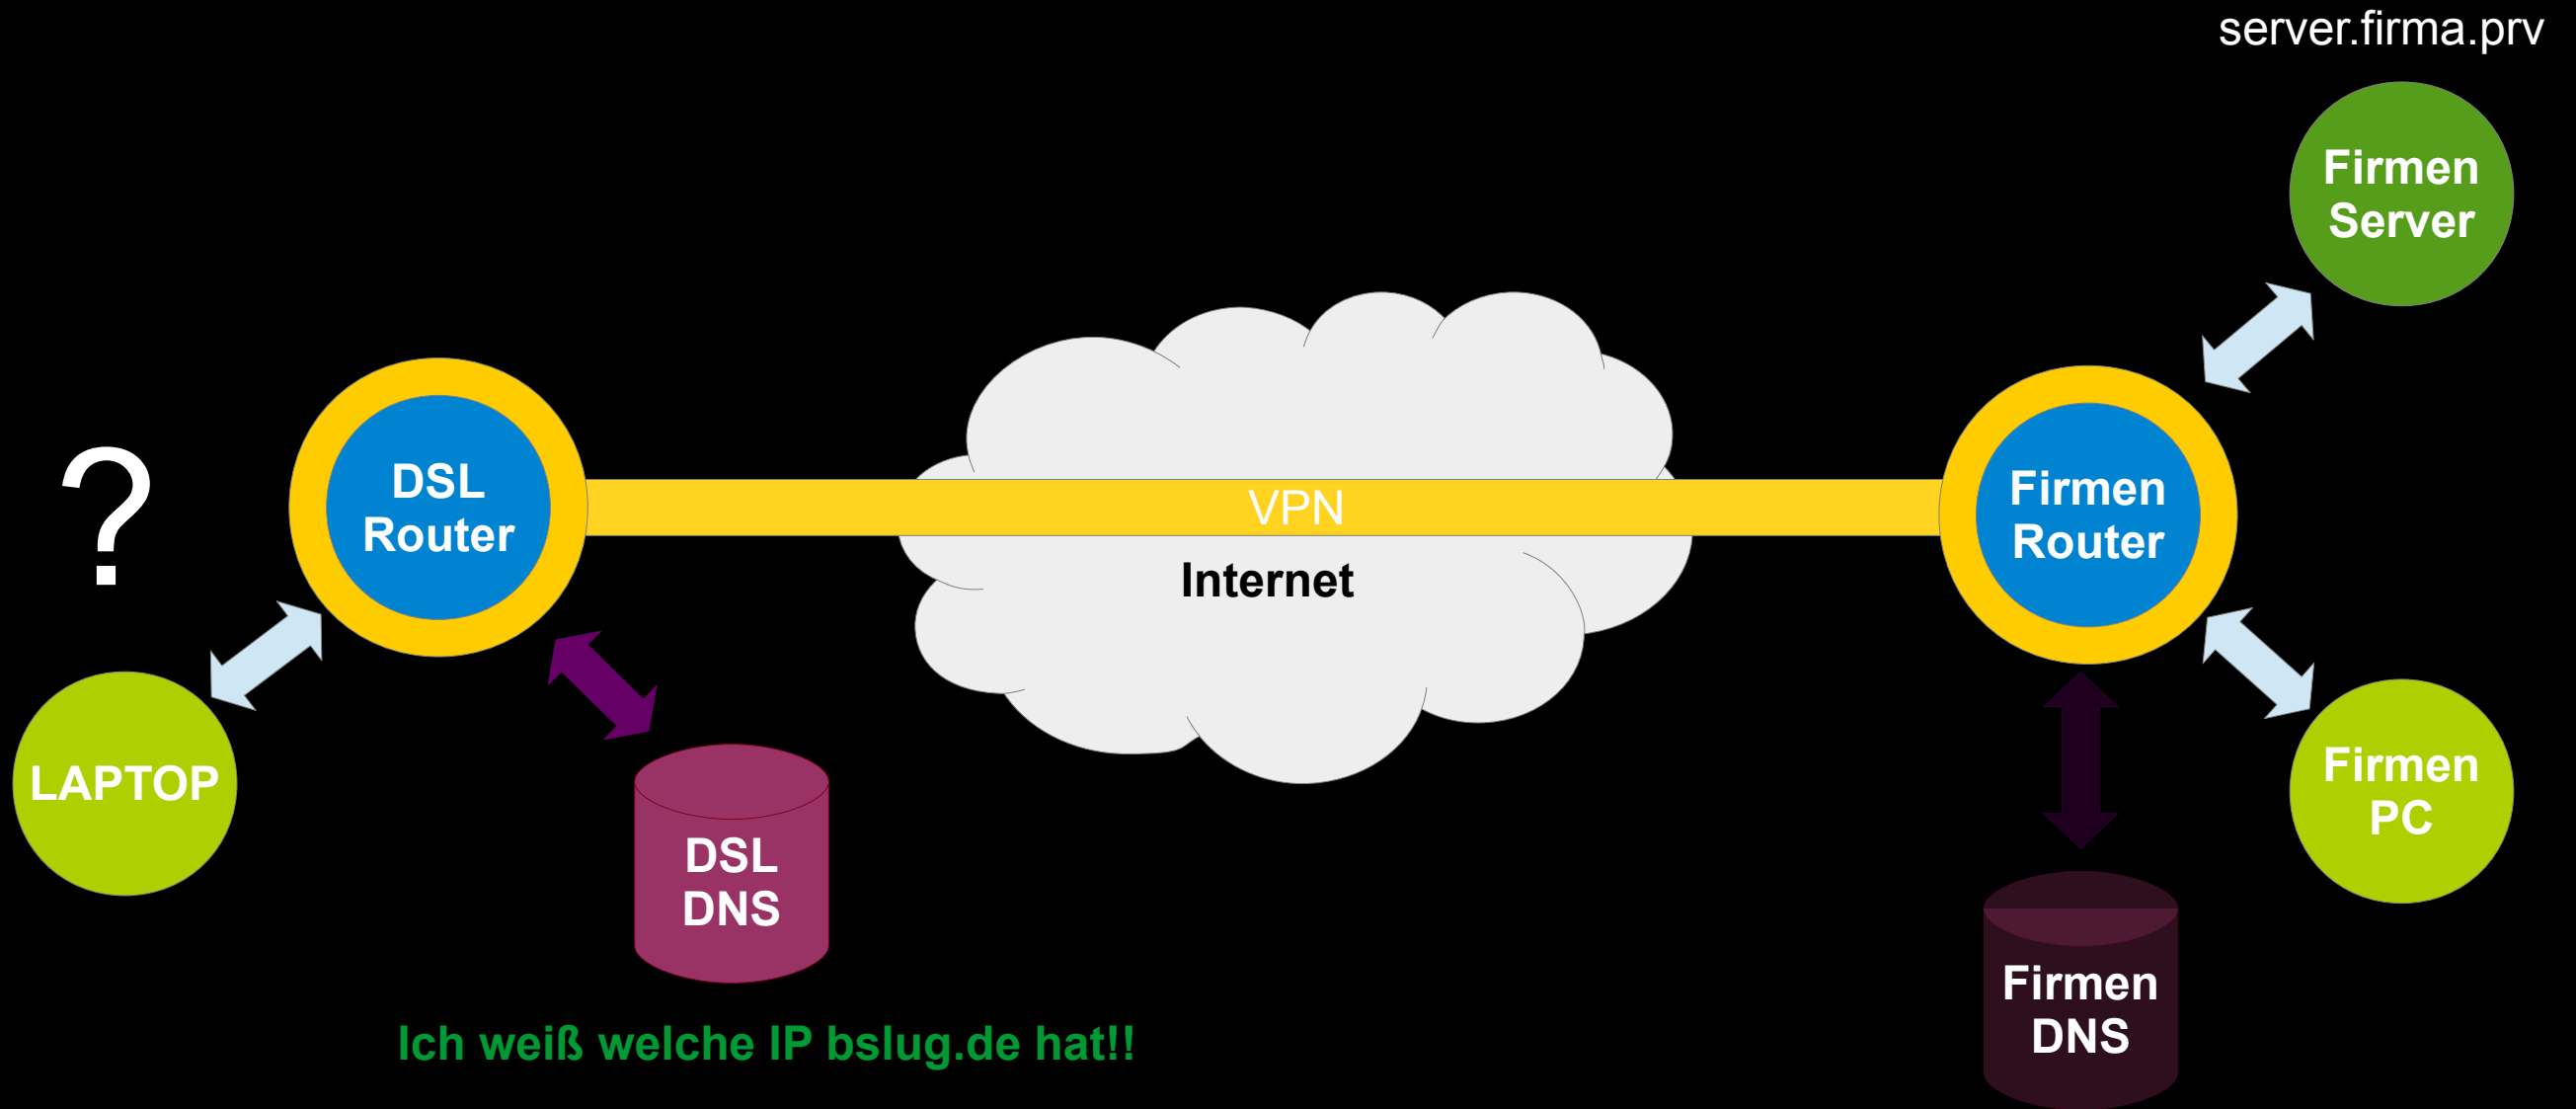 server.firma.prv
Firmen
Server
?
DSL
Router
VPN
Internet
Firmen
Router
LAPTOP
DSL
DNS
Firmen
PC
Firmen
DNS
Ich weiß welche IP bslug.de hat!!